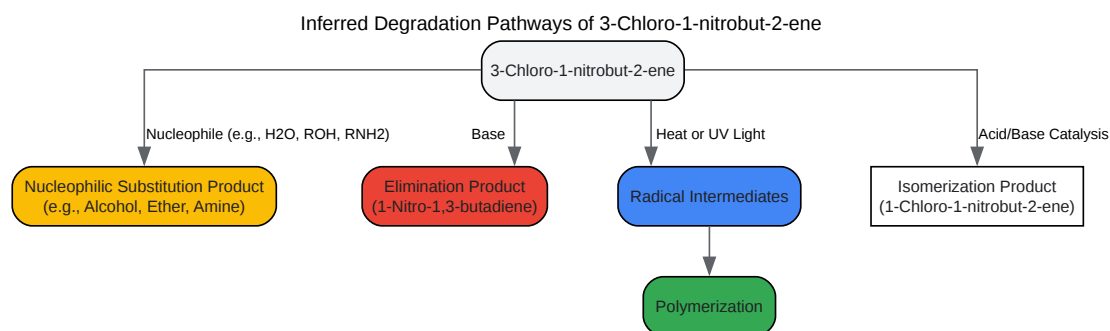 Inferred Degradation Pathways of 3-Chloro-1-nitrobut-2-ene
3-Chloro-1-nitrobut-2-ene
Nucleophile (e.g., H2O, ROH, RNH2)
Base
Heat or UV Light
Acid/Base Catalysis
Nucleophilic Substitution Product
(e.g., Alcohol, Ether, Amine)
Elimination Product
(1-Nitro-1,3-butadiene)
Radical Intermediates
Isomerization Product
(1-Chloro-1-nitrobut-2-ene)
Polymerization